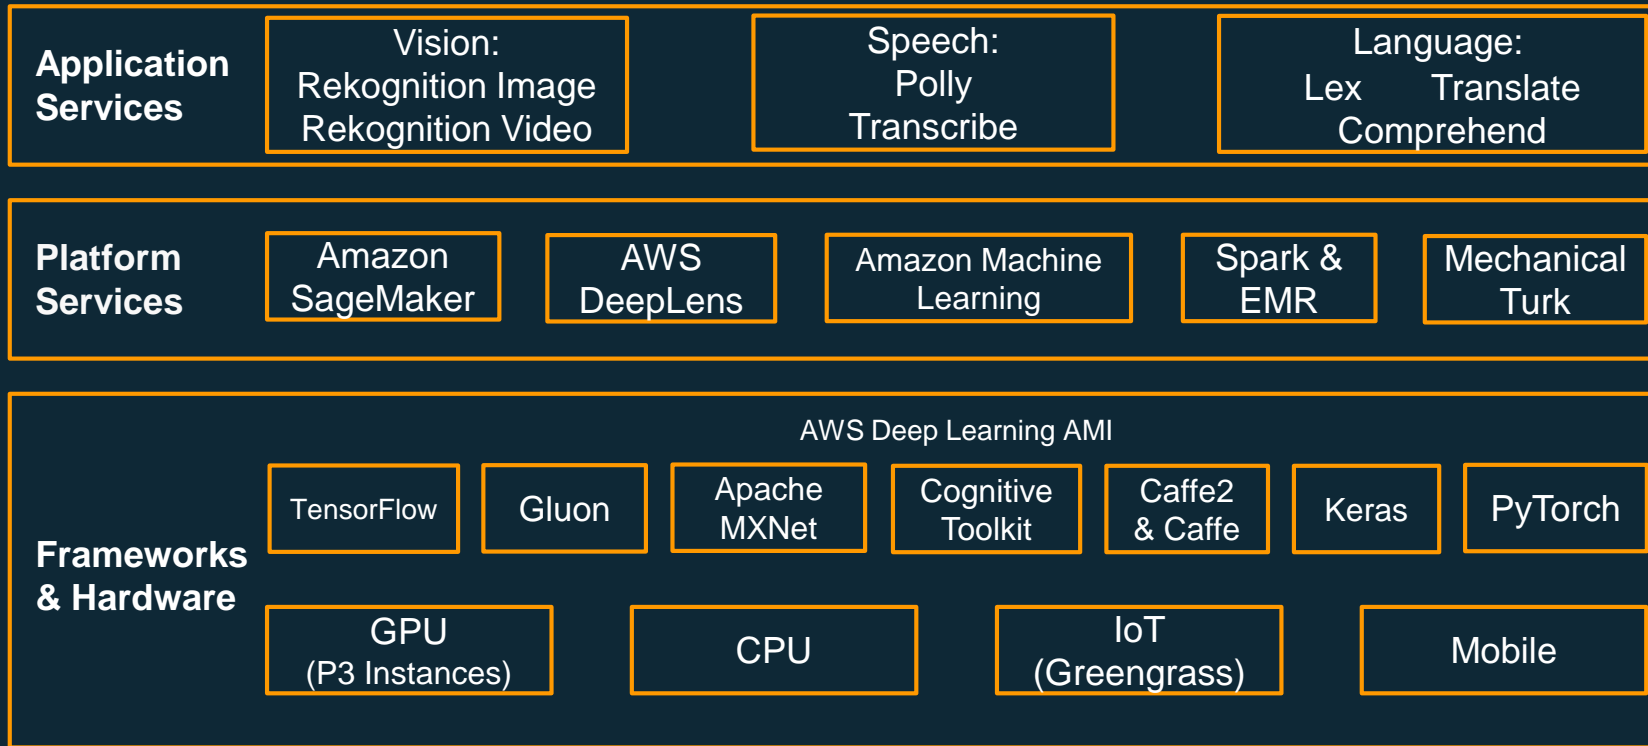 Application
Services
Vision:
Rekognition Image
Rekognition Video
Speech:
Polly
Transcribe
Language:
Lex Translate
Comprehend
Platform
Services
Amazon
SageMaker
AWS
DeepLens
Amazon Machine
Learning
Spark &
EMR
Mechanical
Turk
Frameworks
& Hardware
AWS Deep Learning AMI
TensorFlow
Gluon
Apache
MXNet
Cognitive
Toolkit
Caffe2
& Caffe
Keras
PyTorch
GPU
(P3 Instances)
CPU
IoT
(Greengrass)
Mobile